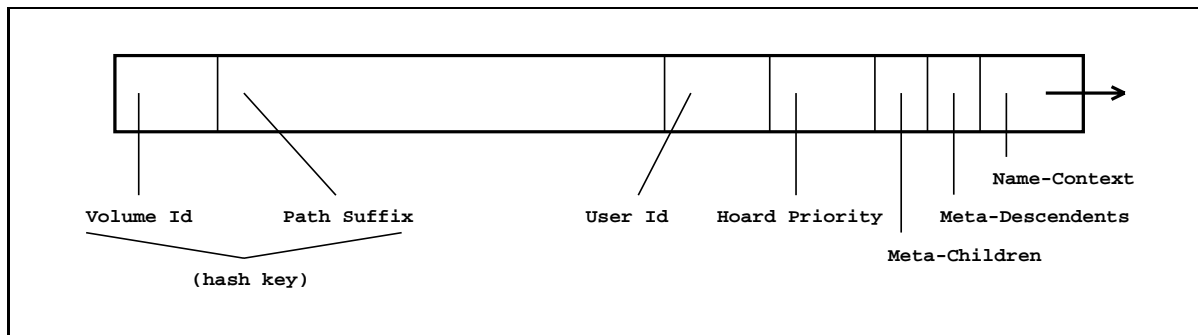 Name-Context
Volume Id Path Suffix User Id Hoard Priority Meta-Descendents
Meta-Children
(hash key)